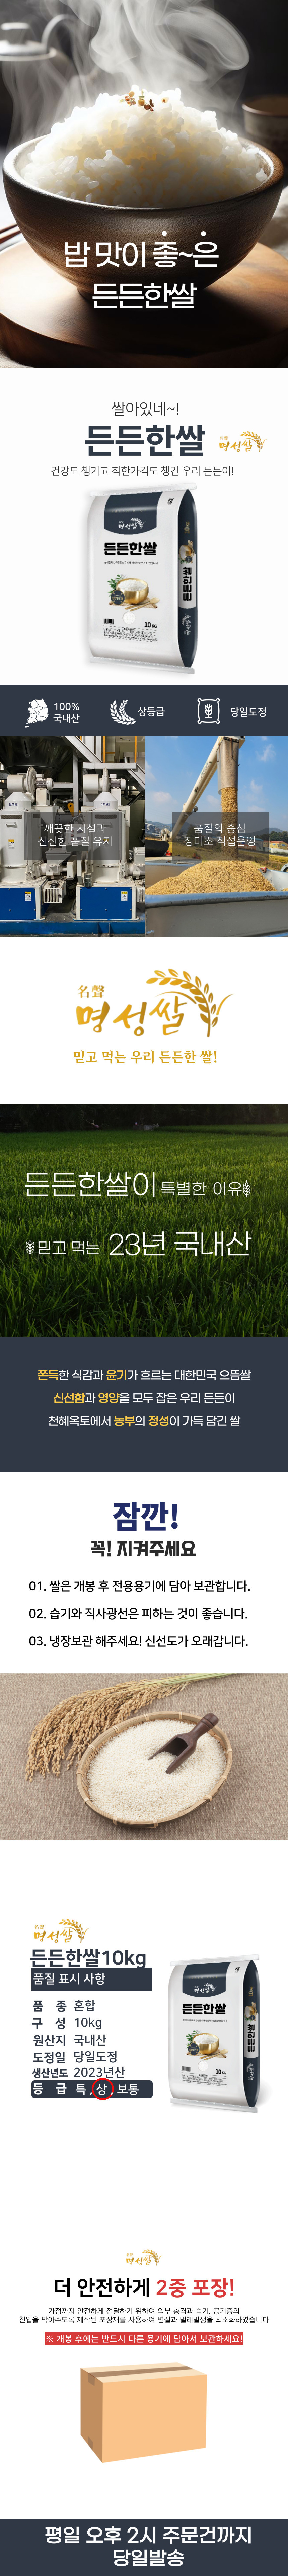 밥 맛이 좋~은
든든한쌀
쌀아있네~!
든든한쌀
名聲
명성쌀
건강도 챙기고 착한가격도 챙긴 우리 든든이!
명성쌀
든든한쌀
든든한쌀
10KG
100%
국내산
상등급
당일도정
깨끗한 시설과
신선한 품질 유지
품질의 중심
정미소 직접운영
名聲
명성쌀
믿고 먹는 우리 든든한 쌀!
든든한쌀이 특별한 이유
믿고 먹는 23년 국내산
쫀득한 식감과 윤기가 흐르는 대한민국 으뜸쌀
신선함과 영양을 모두 잡은 우리 든든이
천혜옥토에서 농부의 정성이 가득 담긴 쌀
잠깐!
꼭! 지켜주세요
01. 쌀은 개봉 후 전용용기에 담아 보관합니다.
02. 습기와 직사광선은 피하는 것이 좋습니다.
03. 냉장보관 해주세요! 신선도가 오래갑니다.
名聲
명성쌀
든든한쌀10kg
품질 표시 사항
품 종 혼합
구 성 10kg
원산지 국내산
도정일 당일도정
생산년도 2023년산
등 급 특 , 상 , 보통
명성쌀
든든한쌀
든든한쌀
10KG
명성쌀
더 안전하게 2중 포장!
가정까지 안전하게 전달하기 위하여 외부 충격과 습기, 공기층의
친입을 막아주도록 제작된 포장재를 사용하여 변질과 벌레발생을 최소화하였습니다
※ 개봉 후에는 반드시 다른 용기에 담아서 보관하세요!
평일 오후 2시 주문건까지
당일발송